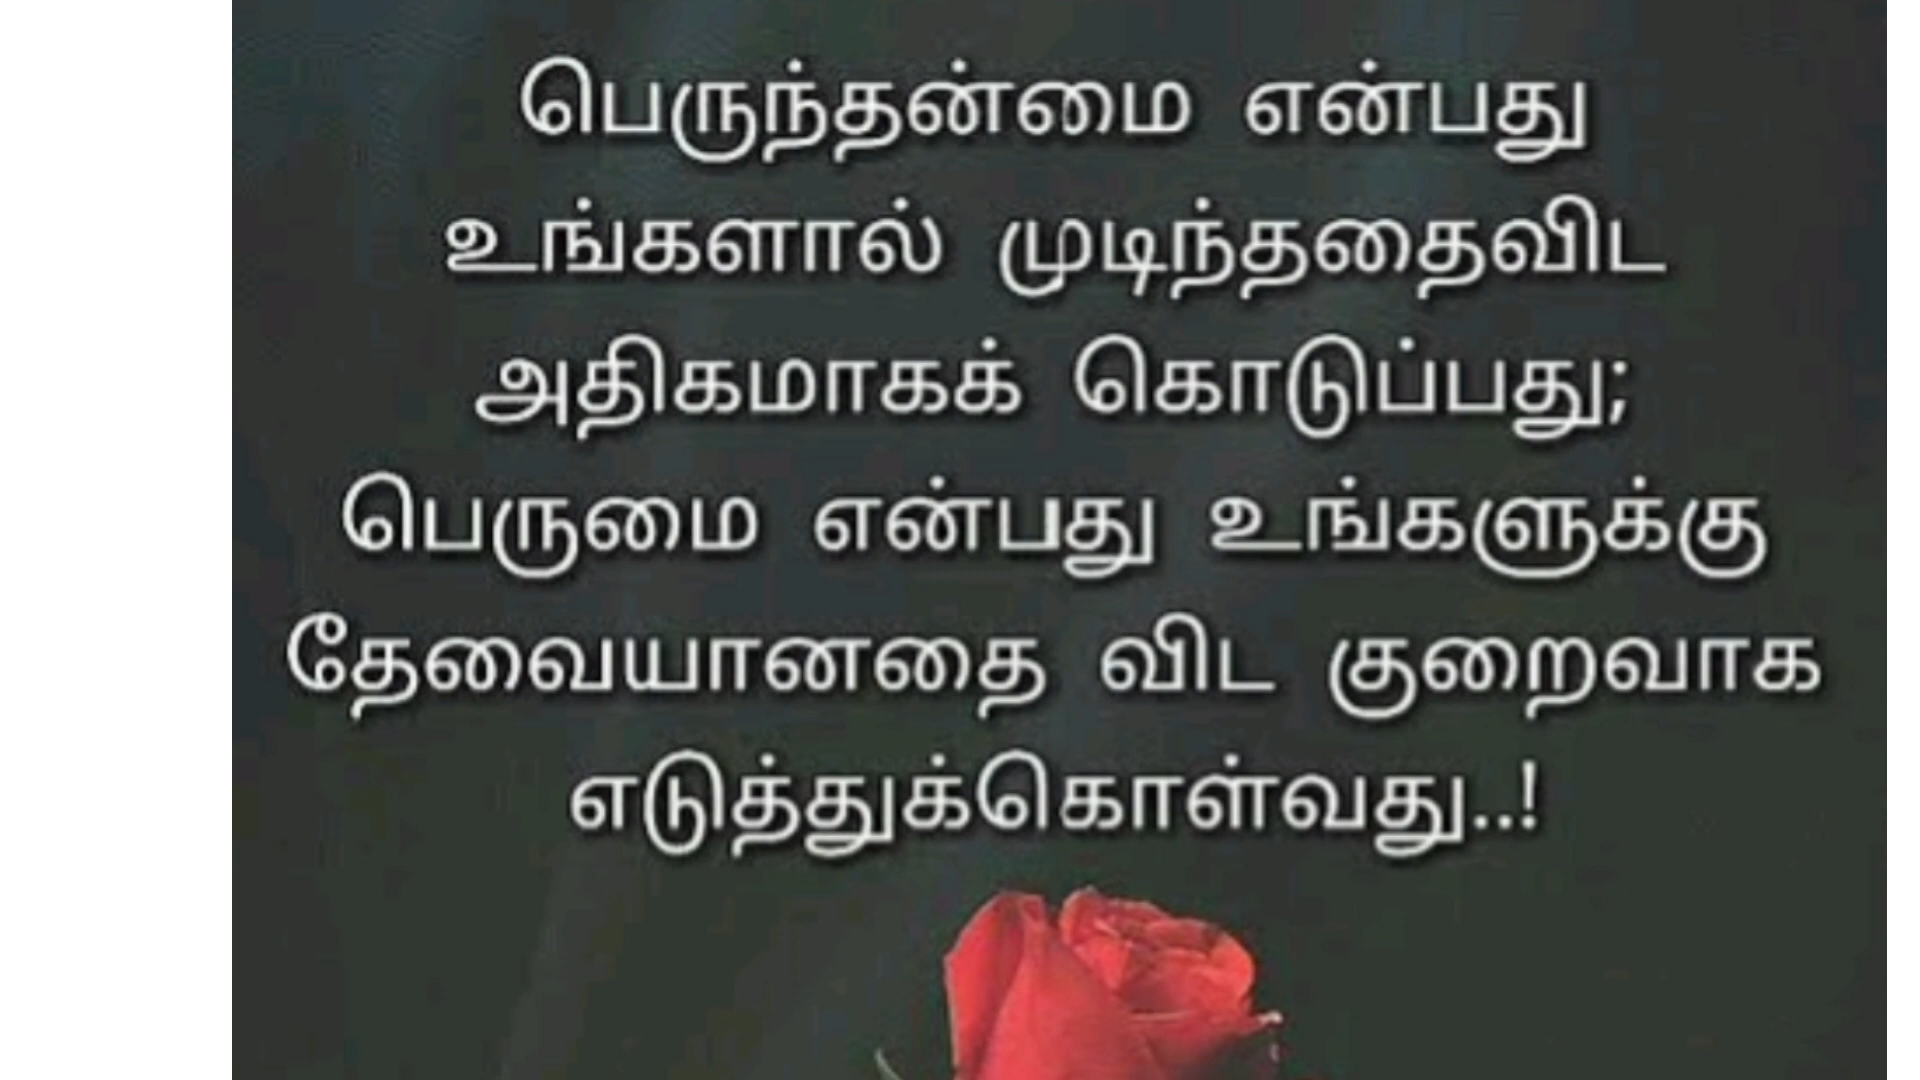 பெருந்தன்மை என்பது
உங்களால் முடிந்ததைவிட
அதிகமாகக் கொடுப்பது;
பெருமை என்பது உங்களுக்கு
தேவையானதை விட குறைவாக
எடுத்துக்கொள்வது..!